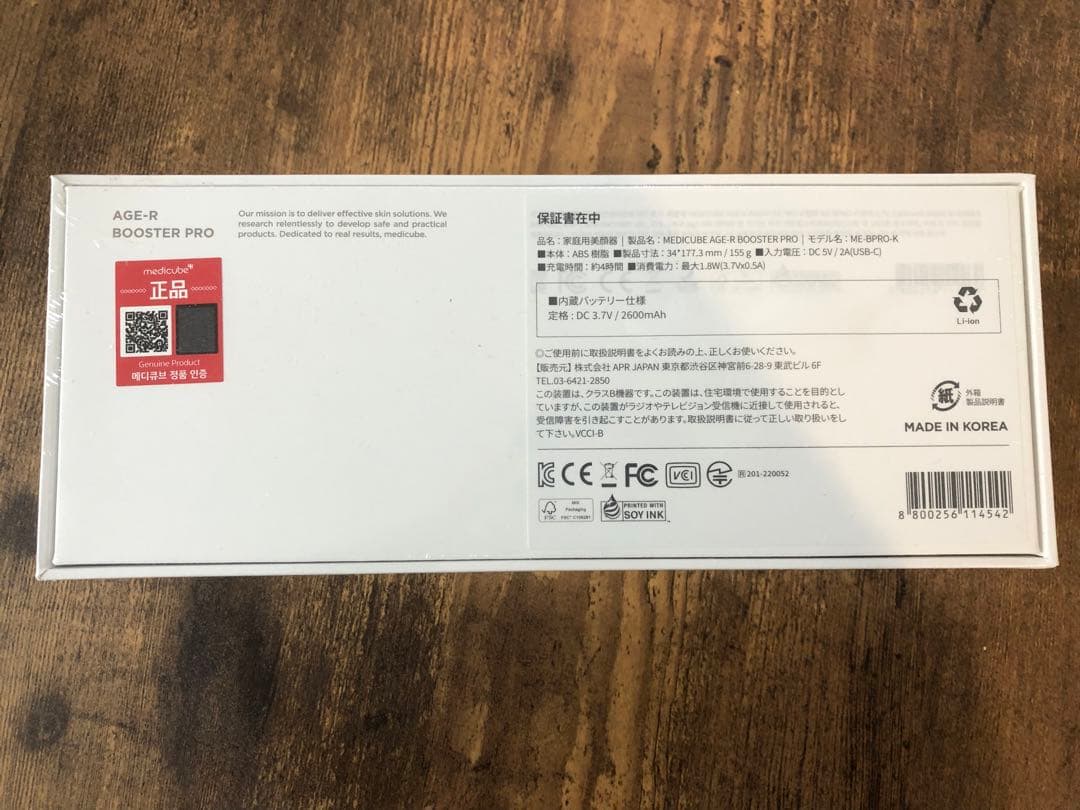 AGE-R
BOOSTER PRO
Our mission is to deliver effective skin solutions. We
research relentlessly to develop safe and practical
products. Dedicated to real results, medicube.
medicube
正品
Genuine Product
메디큐브 정품 인증
保証書在中
品名：家庭用美顔器｜製品名：MEDICUBE AGE-R BOOSTER PRO｜モデル名：ME-BPRO-K
■本体：ABS 樹脂 ■製品寸法：34*177.3 mm / 155 g ■入力電圧：DC 5V / 2A(USB-C)
■充電時間：約4時間 ■消費電力：最大1.8W(3.7Vx0.5A)
■内蔵バッテリー仕様
定格：DC 3.7V / 2600mAh
Li-ion
◎ご使用前に取扱説明書をよくお読みの上、正しくお使いください。
【販売元】株式会社 APR JAPAN 東京都渋谷区神宮前6-28-9 東武ビル 6F
TEL.03-6421-2850
この装置は、クラスB機器です。この装置は、住宅環境で使用することを目的とし
ていますが、この装置がラジオやテレビジョン受信機に近接して使用されると、
受信障害を引き起こすことがあります。取扱説明書に従って正しい取り扱いをし
て下さい。VCCI-B
紙
外箱
製品説明書
MADE IN KOREA
CE FC VCI R 201-220052
FSC
MIX
Packaging
PRINTED WITH
SOY INK
8 800256 114542